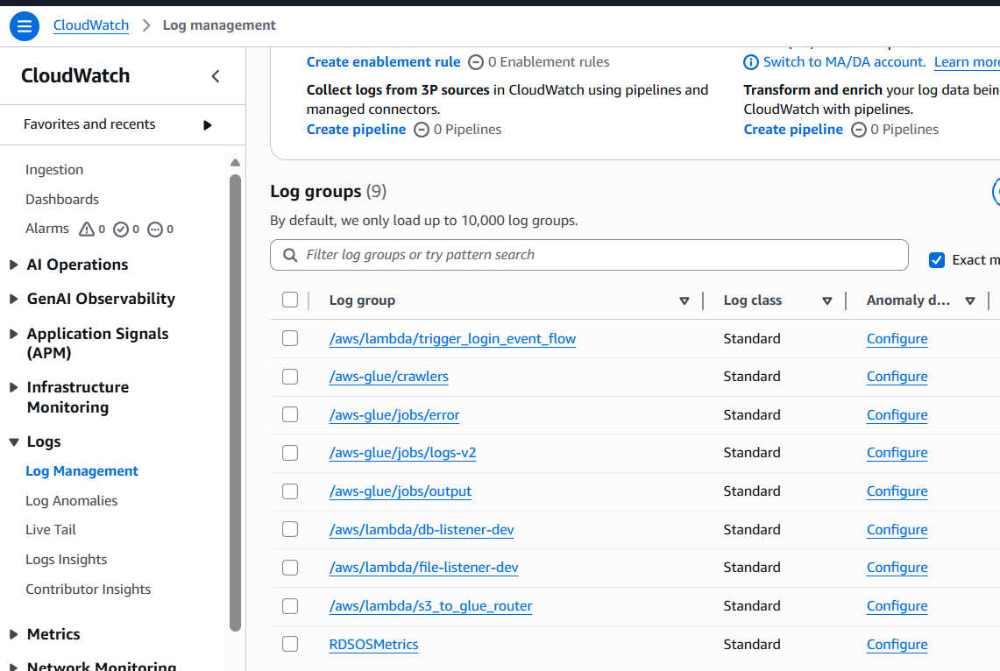 CloudWatch > Log management
CloudWatch
Favorites and recents
Ingestion
Dashboards
Alarms 0 0 0
AI Operations
GenAI Observability
Application Signals
(APM)
Infrastructure
Monitoring
Logs
Log Management
Log Anomalies
Live Tail
Logs Insights
Contributor Insights
Metrics
Network Monitoring
Create enablement rule 0 Enablement rules
Collect logs from 3P sources in CloudWatch using pipelines and
managed connectors.
Create pipeline 0 Pipelines
Switch to MA/DA account. Learn more
Transform and enrich your log data bein
CloudWatch with pipelines.
Create pipeline 0 Pipelines
Log groups (9)
By default, we only load up to 10,000 log groups.
Filter log groups or try pattern search
Exact m
Log group Log class Anomaly d...
/aws/lambda/trigger_login_event_flow Standard Configure
/aws-glue/crawlers Standard Configure
/aws-glue/jobs/error Standard Configure
/aws-glue/jobs/logs-v2 Standard Configure
/aws-glue/jobs/output Standard Configure
/aws/lambda/db-listener-dev Standard Configure
/aws/lambda/file-listener-dev Standard Configure
/aws/lambda/s3_to_glue_router Standard Configure
RDSOSMetrics Standard Configure